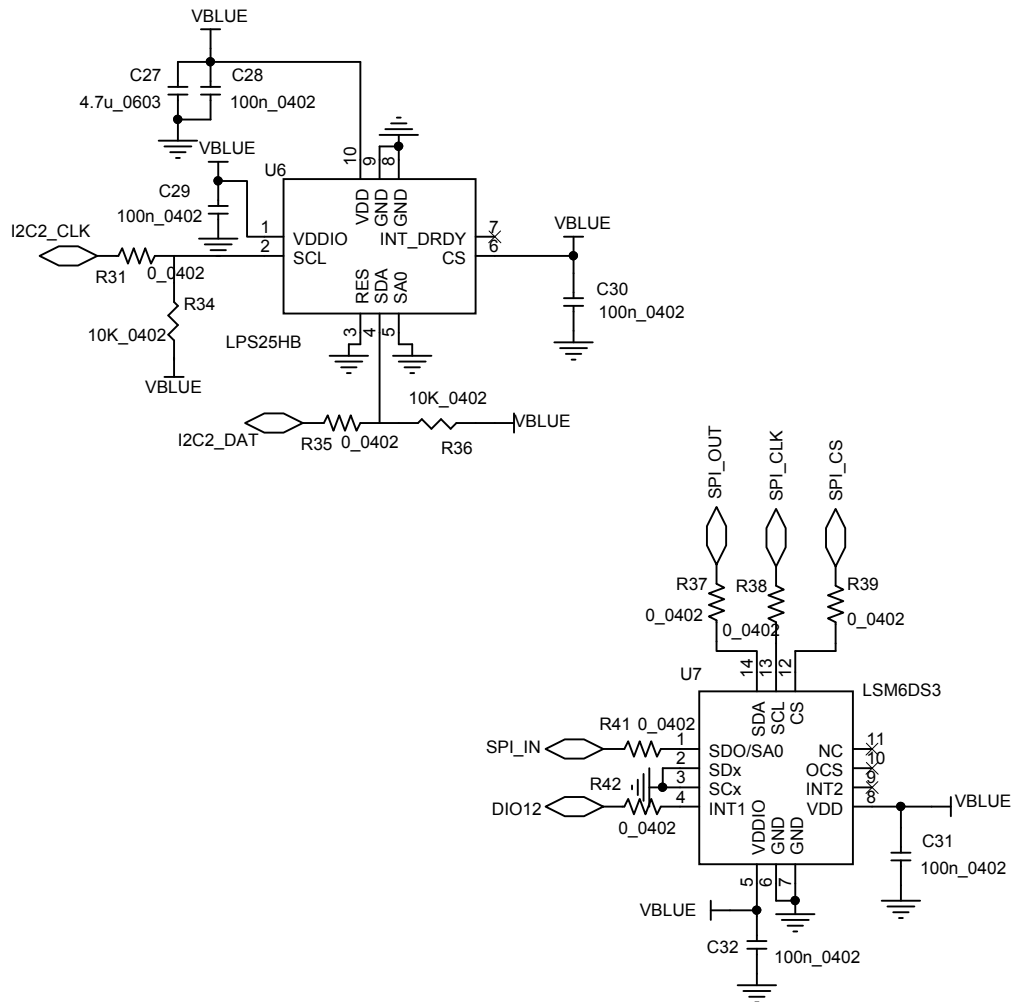 VBLUE
C27
C28
4.7u_0603
100n_0402
VBLUE
U6
10
9
8
C29
100n_0402
VDD
GND
GND
I2C2_CLK
1
VDDIO
INT_DRDY
7
VBLUE
2
SCL
CS
6
R31
0_0402
RES
SDA
SA0
C30
100n_0402
R34
10K_0402
3
4
5
LPS25HB
VBLUE
10K_0402
I2C2_DAT
R35
0_0402
R36
VBLUE
SPI_OUT
SPI_CLK
SPI_CS
R37
R38
R39
0_0402
0_0402
0_0402
14
13
12
U7
LSM6DS3
SDA
SCL
CS
R41
0_0402
SPI_IN
1
SDO/SA0
NC
11
2
SDx
OCS
10
R42
3
SCx
INT2
9
DIO12
4
INT1
VDD
8
VBLUE
0_0402
VDDIO
GND
GND
C31
100n_0402
5
6
7
VBLUE
C32
100n_0402